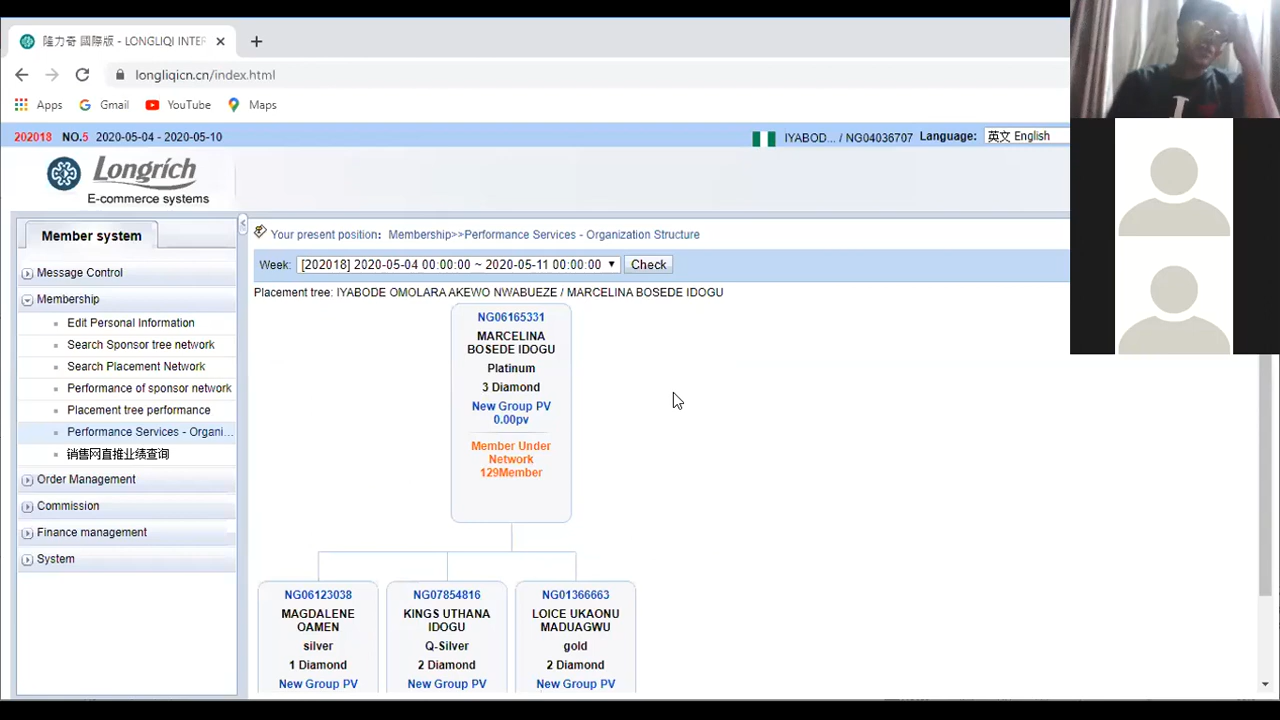 隆力奇 國際版 - LONGLIQI INTER
longliqicn.cn/index.html
Apps Gmail YouTube Maps
202018 NO.5 2020-05-04 - 2020-05-10
IYABOD... / NG04036707 Language: 英文 English
Longrich
E-commerce systems
Member system
Message Control
Membership
Edit Personal Information
Search Sponsor tree network
Search Placement Network
Performance of sponsor network
Placement tree performance
Performance Services - Organi...
销售网直推业绩查询
Order Management
Commission
Finance management
System
Your present position: Membership>>Performance Services - Organization Structure
Week: [202018] 2020-05-04 00:00:00 ~ 2020-05-11 00:00:00 Check
Placement tree: IYABODE OMOLARA AKEWO NWABUEZE / MARCELINA BOSEDE IDOGU
NG06165331
MARCELINA
BOSEDE IDOGU
Platinum
3 Diamond
New Group PV
0.00pv
Member Under
Network
129Member
NG06123038
MAGDALENE
OAMEN
silver
1 Diamond
New Group PV
NG07854816
KINGS UTHANA
IDOGU
Q-Silver
2 Diamond
New Group PV
NG01366663
LOICE UKAONU
MADUAGWU
gold
2 Diamond
New Group PV